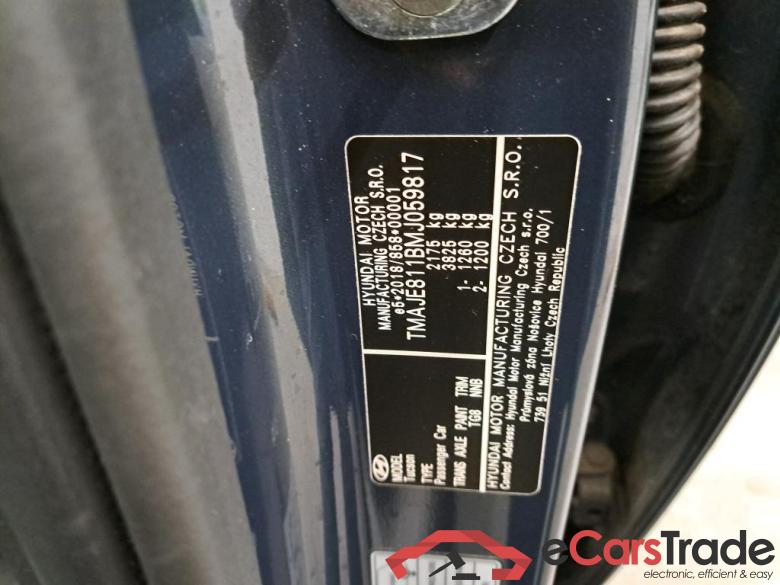 HYUNDAI MOTOR
MANUFACTURING CZECH S.R.O.
e5*2018/858*00001
TMAJE811BMJ059817
2175 kg
3825 kg
1- 1260 kg
2- 1200 kg
MODEL
Tucson
TYPE
Passenger Car
TRANS AXLE PAINT TRIM
TG8 NNB
HYUNDAI MOTOR MANUFACTURING CZECH S.R.O.
Contact Address: Hyundai Motor Manufacturing Czech s.r.o.
Průmyslová zóna Nošovice Hyundai 700/1
739 51 Nižní Lhoty Czech Republic
eCarsTrade
electronic, efficient & easy